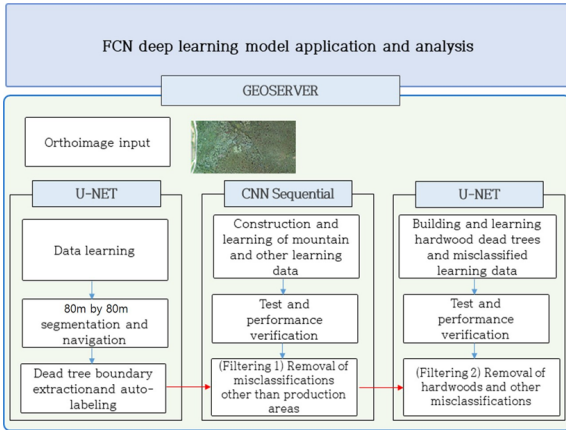 FCN deep learning model application and analysis
GEOSERVER
Orthoimage input
U-NET
Data learning
80m by 80m
segmentation and
navigation
Dead tree boundary
extractionand auto-
labeling
CNN Sequential
Construction and
learning of mountain
and other learning
data
Test and
performance
verification
(Filtering 1) Removal of
misclassifications
other than production
areas
U-NET
Building and learning
hardwood dead trees
and misclassified
learning data
Test and
performance
verification
(Filtering 2) Removal of
hardwoods and other
misclassifications